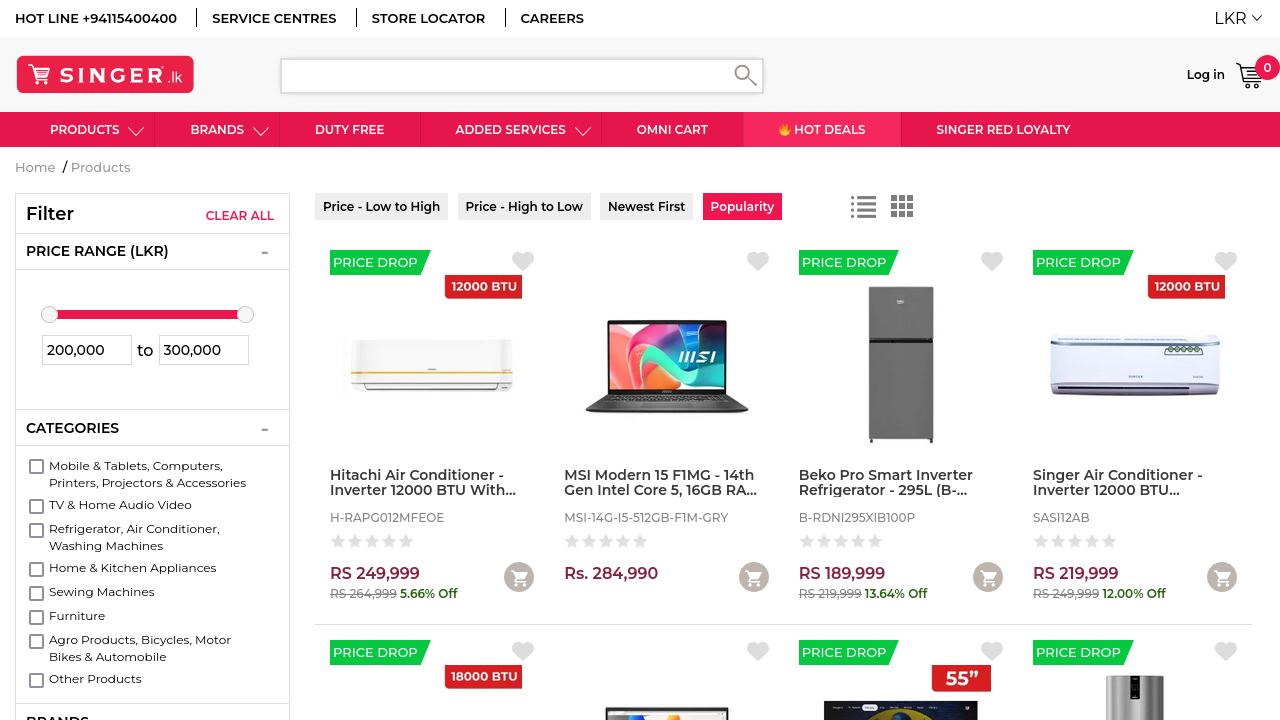 HOT LINE +94115400400
SERVICE CENTRES
STORE LOCATOR
CAREERS
LKR
SINGER.lk
Log in
0
PRODUCTS
BRANDS
DUTY FREE
ADDED SERVICES
OMNI CART
HOT DEALS
SINGER RED LOYALTY
Home / Products
Filter
CLEAR ALL
PRICE RANGE (LKR)
-
200,000 to 300,000
CATEGORIES
-
Mobile & Tablets, Computers,
Printers, Projectors & Accessories
TV & Home Audio Video
Refrigerator, Air Conditioner,
Washing Machines
Home & Kitchen Appliances
Sewing Machines
Furniture
Agro Products, Bicycles, Motor
Bikes & Automobile
Other Products
BRANDS
Price - Low to High
Price - High to Low
Newest First
Popularity
PRICE DROP
12000 BTU
Hitachi Air Conditioner -
Inverter 12000 BTU With...
H-RAPG012MFEOE
RS 249,999
RS 264,999 5.66% Off
msi
MSI Modern 15 F1MG - 14th
Gen Intel Core 5, 16GB RA...
MSI-14G-I5-512GB-F1M-GRY
Rs. 284,990
PRICE DROP
Beko Pro Smart Inverter
Refrigerator - 295L (B-...
B-RDNI295XIB100P
RS 189,999
RS 219,999 13.64% Off
PRICE DROP
12000 BTU
SINGER
Singer Air Conditioner -
Inverter 12000 BTU...
SASI12AB
RS 219,999
RS 249,999 12.00% Off
PRICE DROP
18000 BTU
PRICE DROP
55”
PRICE DROP